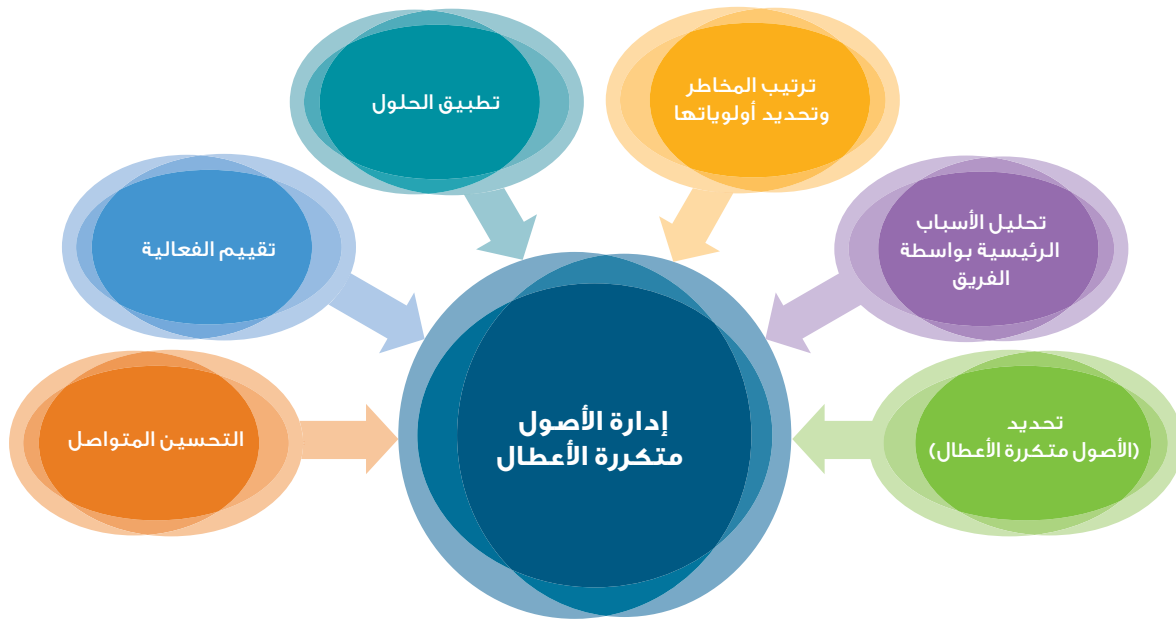 ترتيب المخاطر
وتحديد أولوياتها
تطبيق الحلول
تحليل الأسباب
الرئيسية بواسطة
الفريق
تقييم الفعالية
تحديد
(الأصول متكررة الأعطال)
إدارة الأصول
متكررة الأعطال
التحسين المتواصل